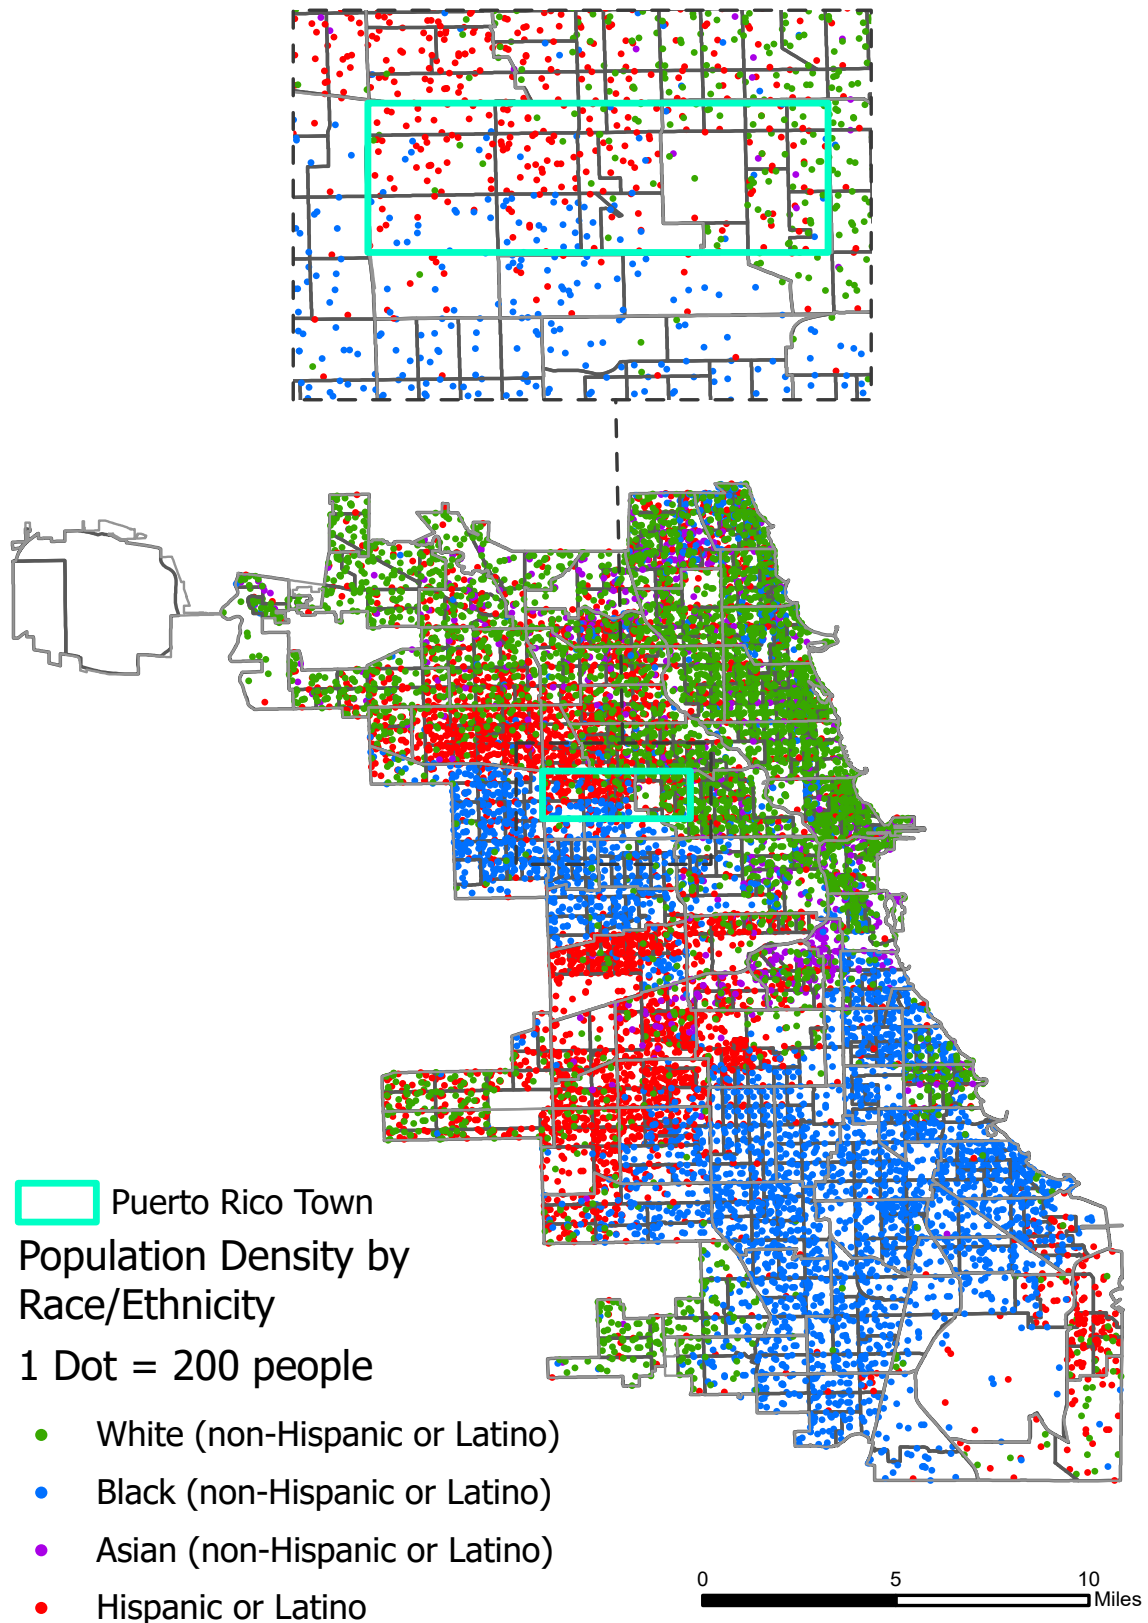 Puerto Rico Town
Population Density by
Race/Ethnicity
1 Dot = 200 people
White (non-Hispanic or Latino)
Black (non-Hispanic or Latino)
Asian (non-Hispanic or Latino)
Hispanic or Latino
0 5 10
Miles